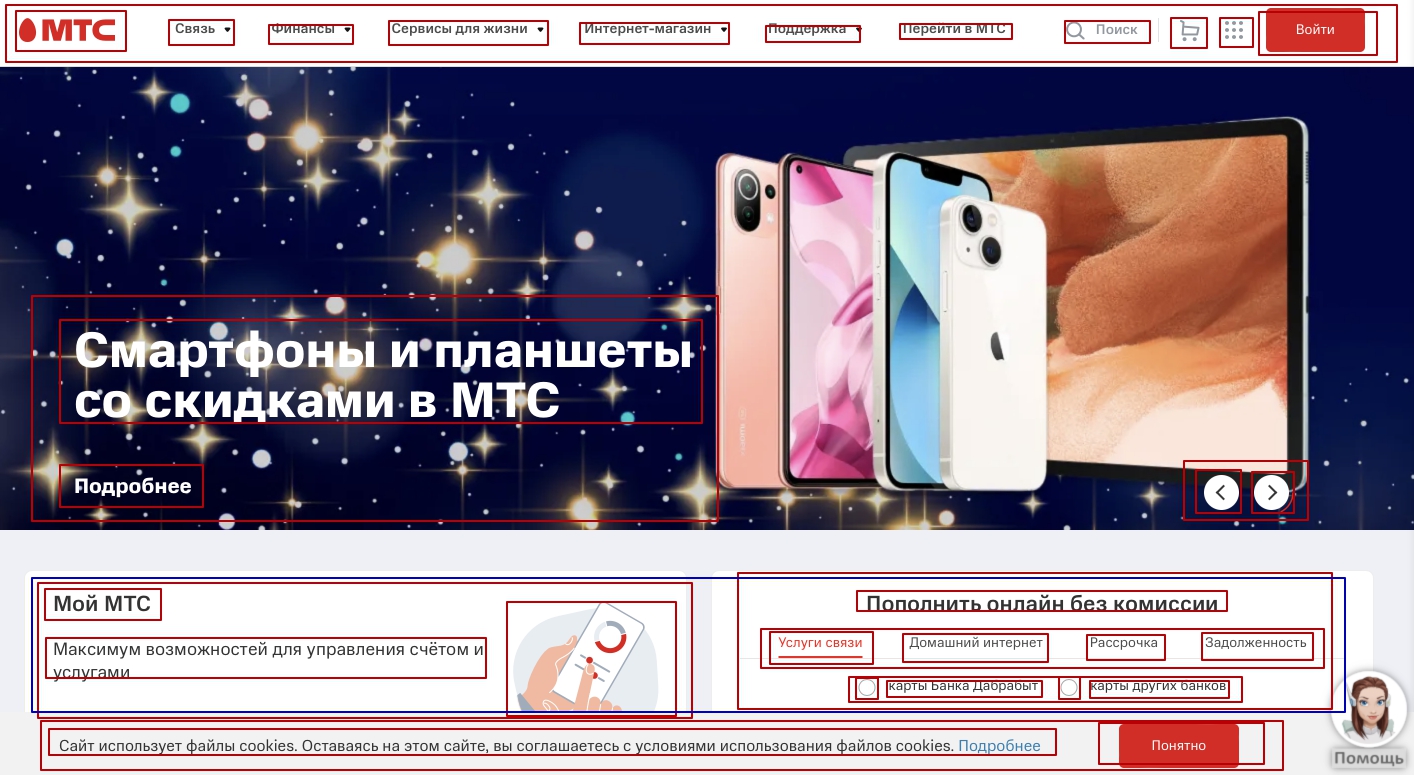 МТС
Связь
Финансы
Сервисы для жизни
Интернет-магазин
Поддержка
Перейти в МТС
Поиск
Войти
Смартфоны и планшеты
со скидками в МТС
Подробнее
Мой МТС
Максимум возможностей для управления счётом и
услугами
Пополнить онлайн без комиссии
Услуги связи
Домашний интернет
Рассрочка
Задолженность
карты Банка Дабрабыт
карты других банков
Сайт использует файлы cookies. Оставаясь на этом сайте, вы соглашаетесь с условиями использования файлов cookies. Подробнее
Понятно
Помощь